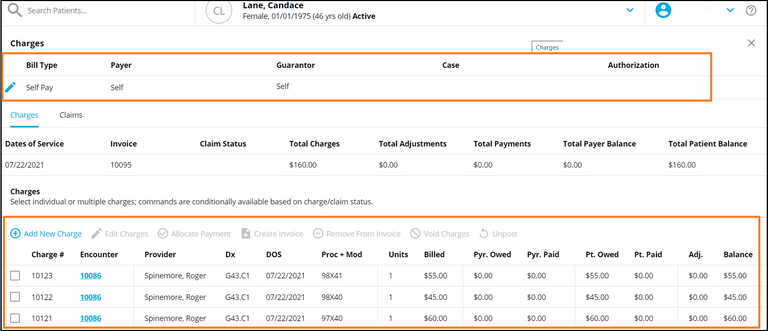 Search Patients...
CL
Lane, Candace
Female, 01/01/1975 (46 yrs old) Active
Charges
Charges
Bill Type Payer Guarantor Case Authorization
Self Pay Self Self
Charges Claims
Dates of Service Invoice Claim Status Total Charges Total Adjustments Total Payments Total Payer Balance Total Patient Balance
07/22/2021 10095 $160.00 $0.00 $0.00 $0.00 $160.00
Charges
Select individual or multiple charges; commands are conditionally available based on charge/claim status.
Add New Charge Edit Charges Allocate Payment Create Invoice Remove From Invoice Void Charges Unpost
Charge # Encounter Provider Dx DOS Proc + Mod Units Billed Pyr. Owed Pyr. Paid Pt. Owed Pt. Paid Adj. Balance
10123 10086 Spinemore, Roger G43.C1 07/22/2021 98X41 1 $55.00 $0.00 $0.00 $55.00 $0.00 $0.00 $55.00
10122 10086 Spinemore, Roger G43.C1 07/22/2021 98X40 1 $45.00 $0.00 $0.00 $45.00 $0.00 $0.00 $45.00
10121 10086 Spinemore, Roger G43.C1 07/22/2021 97X40 1 $60.00 $0.00 $0.00 $60.00 $0.00 $0.00 $60.00